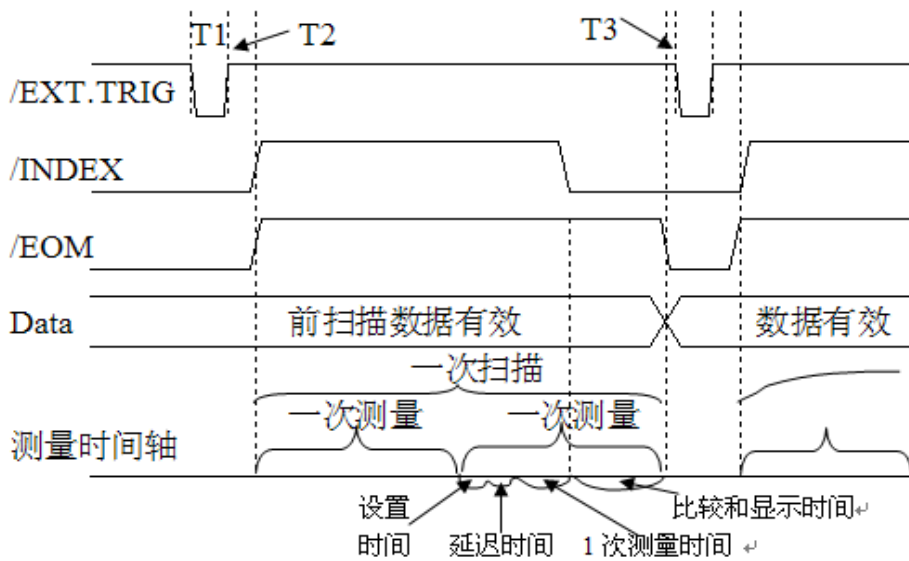 T1 T2 T3
/EXT.TRIG
/INDEX
/EOM
Data 前扫描数据有效 数据有效
一次扫描
一次测量 一次测量
测量时间轴
设置 比较和显示时间↵
时间 延迟时间 1次测量时间 ↵